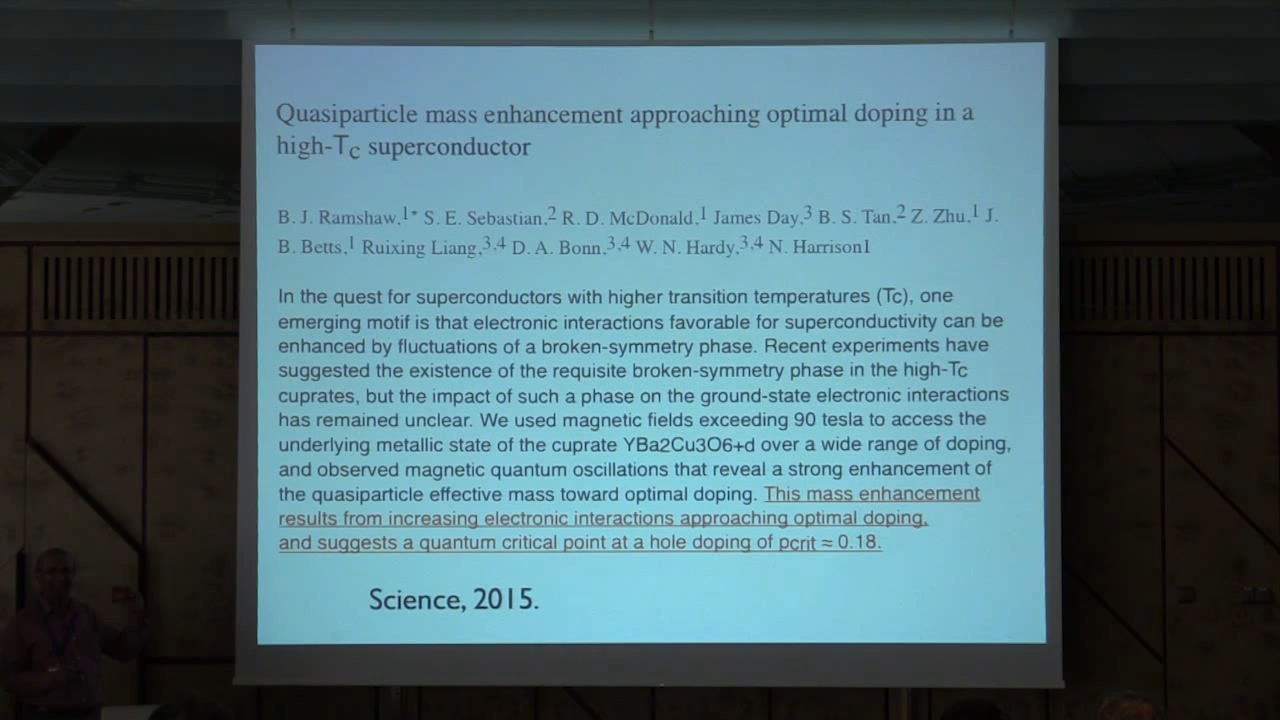 Quasiparticle mass enhancement approaching optimal doping in a
high-Tc superconductor
B. J. Ramshaw,1* S. E. Sebastian,2 R. D. McDonald,1 James Day,3 B. S. Tan,2 Z. Zhu,1 J.
B. Betts,1 Ruixing Liang,3,4 D. A. Bonn,3,4 W. N. Hardy,3,4 N. Harrison1
In the quest for superconductors with higher transition temperatures (Tc), one
emerging motif is that electronic interactions favorable for superconductivity can be
enhanced by fluctuations of a broken-symmetry phase. Recent experiments have
suggested the existence of the requisite broken-symmetry phase in the high-Tc
cuprates, but the impact of such a phase on the ground-state electronic interactions
has remained unclear. We used magnetic fields exceeding 90 tesla to access the
underlying metallic state of the cuprate YBa2Cu3O6+d over a wide range of doping,
and observed magnetic quantum oscillations that reveal a strong enhancement of
the quasiparticle effective mass toward optimal doping. This mass enhancement
results from increasing electronic interactions approaching optimal doping,
and suggests a quantum critical point at a hole doping of pcrit ≈ 0.18.
Science, 2015.